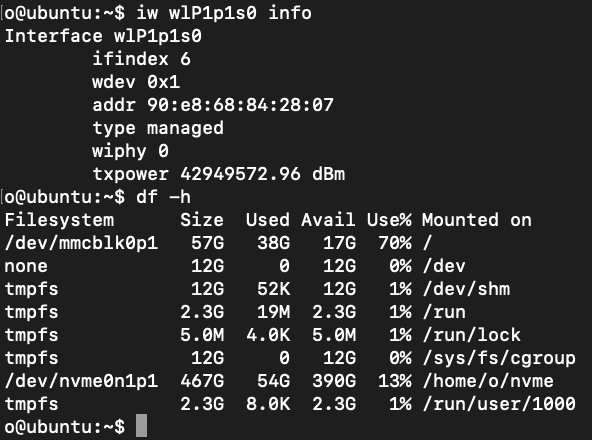 o@ubuntu:~$ iw wlP1p1s0 info
Interface wlP1p1s0
        ifindex 6
        wdev 0x1
        addr 90:e8:68:84:28:07
        type managed
        wiphy 0
        txpower 42949572.96 dBm
o@ubuntu:~$ df -h
Filesystem      Size  Used Avail Use% Mounted on
/dev/mmcblk0p1   57G   38G   17G  70% /
none             12G     0   12G   0% /dev
tmpfs            12G   52K   12G   1% /dev/shm
tmpfs           2.3G   19M  2.3G   1% /run
tmpfs           5.0M  4.0K  5.0M   1% /run/lock
tmpfs            12G     0   12G   0% /sys/fs/cgroup
/dev/nvme0n1p1  467G   54G  390G  13% /home/o/nvme
tmpfs           2.3G  8.0K  2.3G   1% /run/user/1000
o@ubuntu:~$